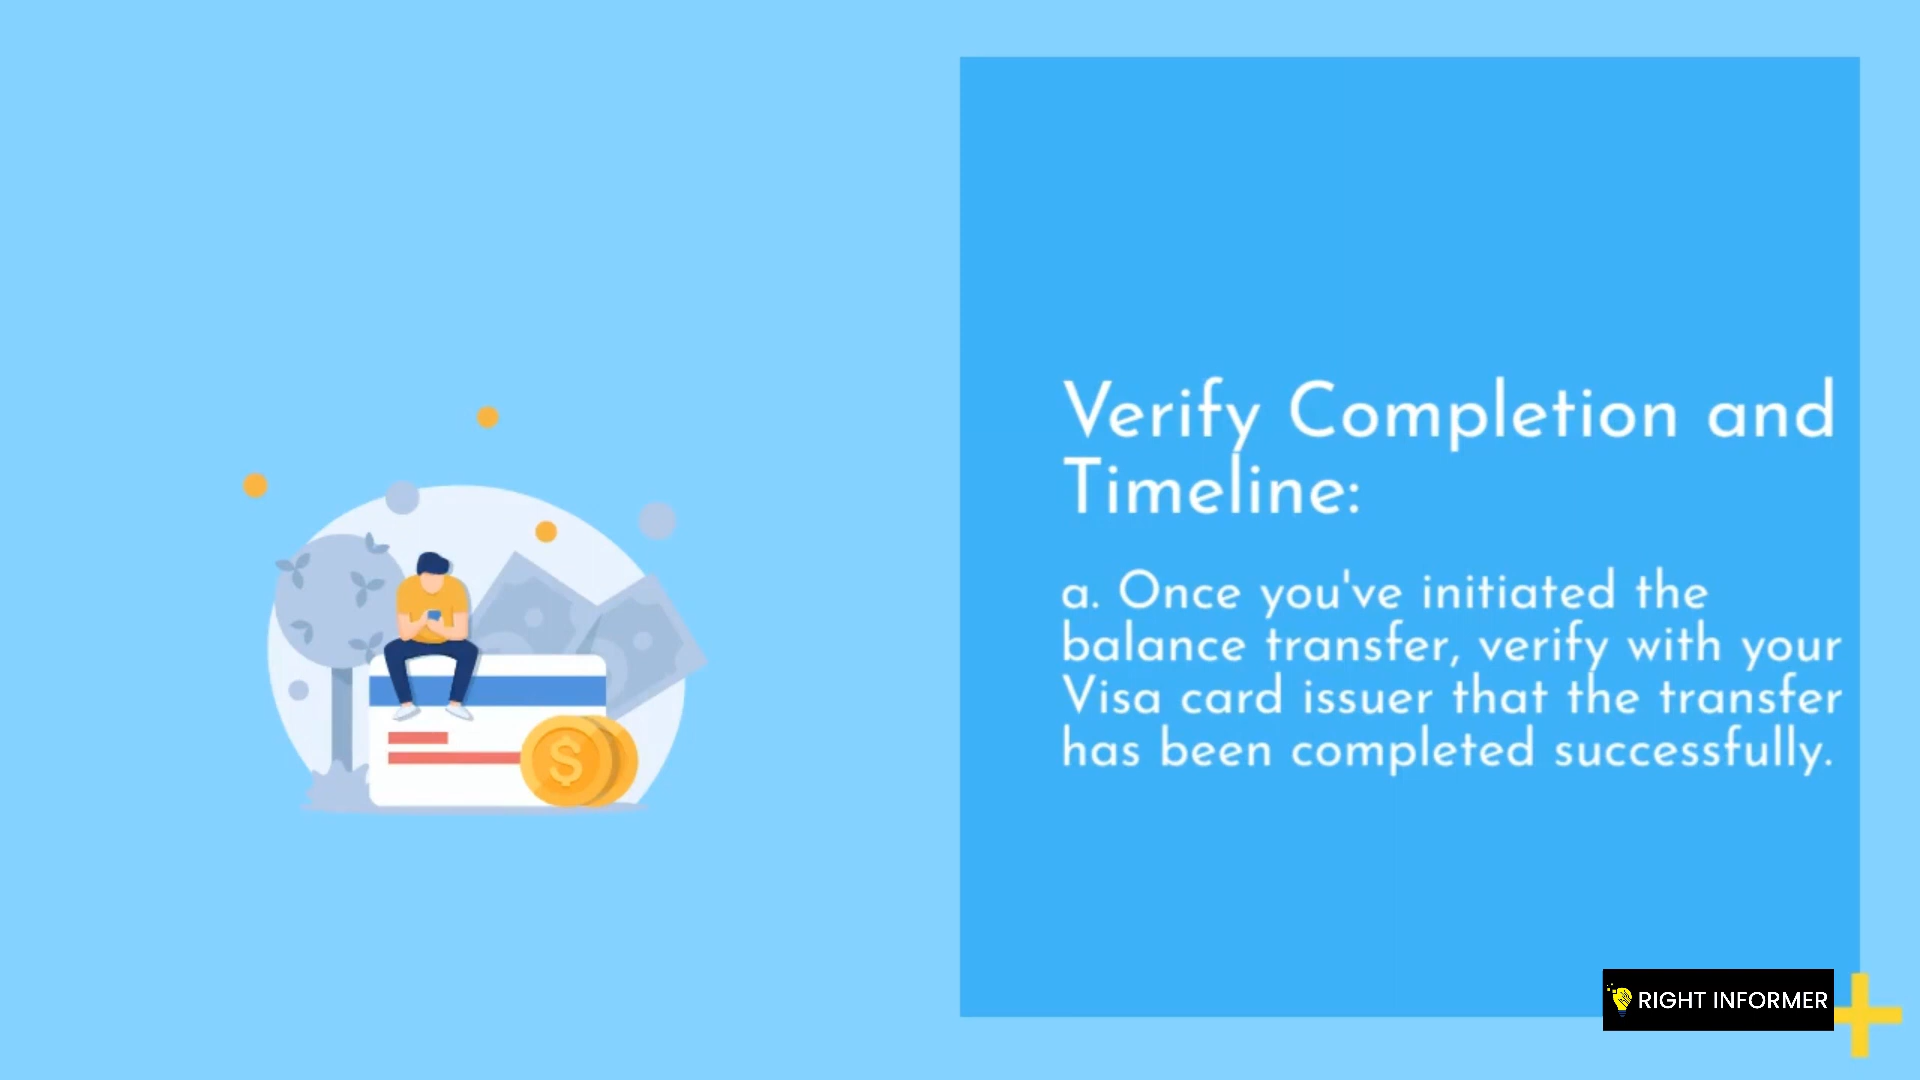 Verify Completion and
Timeline:
a. Once you've initiated the
balance transfer, verify with your
Visa card issuer that the transfer
has been completed successfully.
$
RIGHT INFORMER